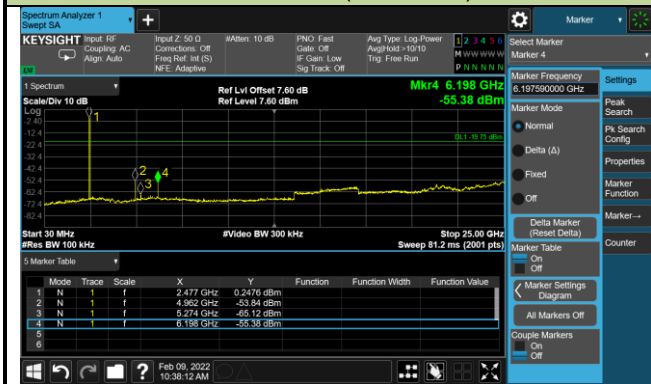 Spectrum Analyzer 1
Swept SA
Marker
KEYSIGHT
Input: RF
Coupling: AC
Align: Auto
Input Z: 50 Ω
Corrections: Off
Freq Ref: Int (S)
NFE: Adaptive
#Atten: 10 dB
PNO: Fast
Gate: Off
IF Gain: Low
Sig Track: Off
Avg Type: Log-Power
Avg|Hold:>10/10
Trig: Free Run
1 2 3 4 5 6
M W W W W W
P N N N N N
Select Marker
Marker 4
1 Spectrum
Scale/Div 10 dB
Log
Ref Lvl Offset 7.60 dB
Ref Level 7.60 dBm
Mkr4 6.198 GHz
-55.38 dBm
-2.40
-12.4
-22.4
-32.4
-42.4
-52.4
-62.4
-72.4
-82.4
1
2
3
4
DL1 -19.75 dBm
Start 30 MHz
#Res BW 100 kHz
#Video BW 300 kHz
Stop 25.00 GHz
Sweep 81.2 ms (2001 pts)
5 Marker Table
Mode Trace Scale X Y Function Function Width Function Value
1 N 1 f 2.477 GHz 0.2476 dBm
2 N 1 f 4.962 GHz -53.84 dBm
3 N 1 f 5.274 GHz -65.12 dBm
4 N 1 f 6.198 GHz -55.38 dBm
5
6
Marker Frequency
6.197590000 GHz
Marker Mode
Normal
Delta (Δ)
Fixed
Off
Delta Marker
(Reset Delta)
Marker Table
On
Off
Marker Settings
Diagram
All Markers Off
Couple Markers
On
Off
Settings
Peak
Search
Pk Search
Config
Properties
Marker
Function
Marker→
Counter
Feb 09, 2022
10:38:12 AM